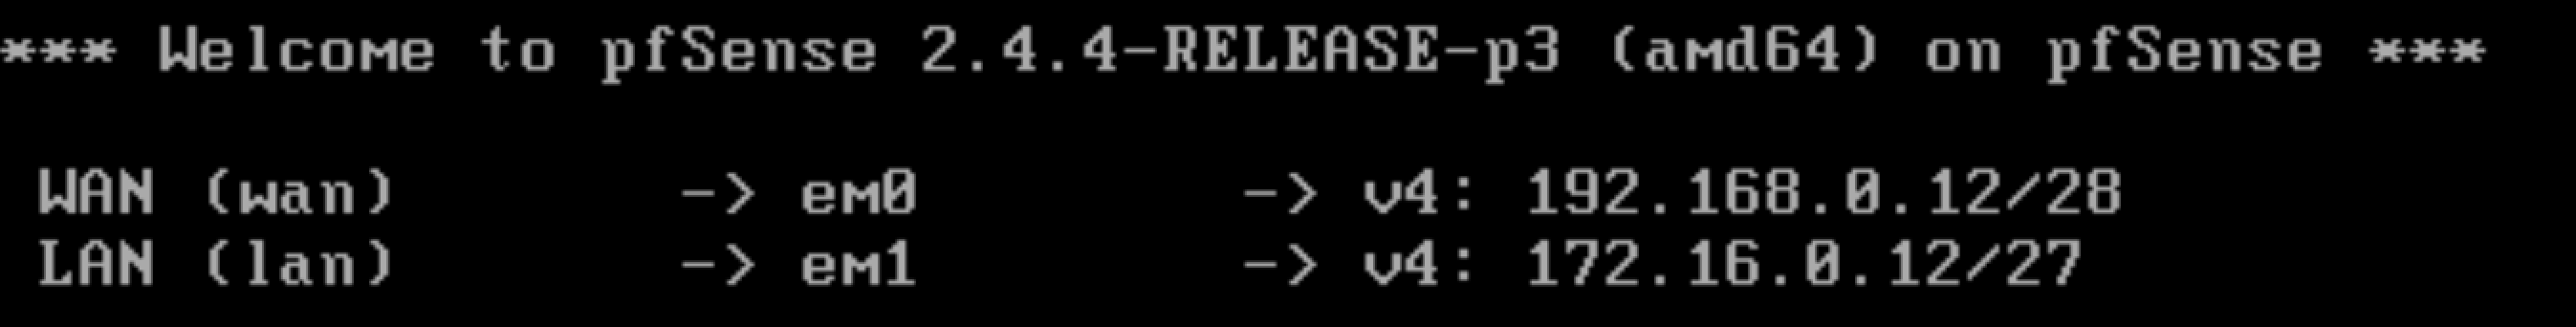 *** Welcome to pfSense 2.4.4-RELEASE-p3 (amd64) on pfSense ***
WAN (wan) -> em0 -> v4: 192.168.0.12/28
LAN (lan) -> em1 -> v4: 172.16.0.12/27